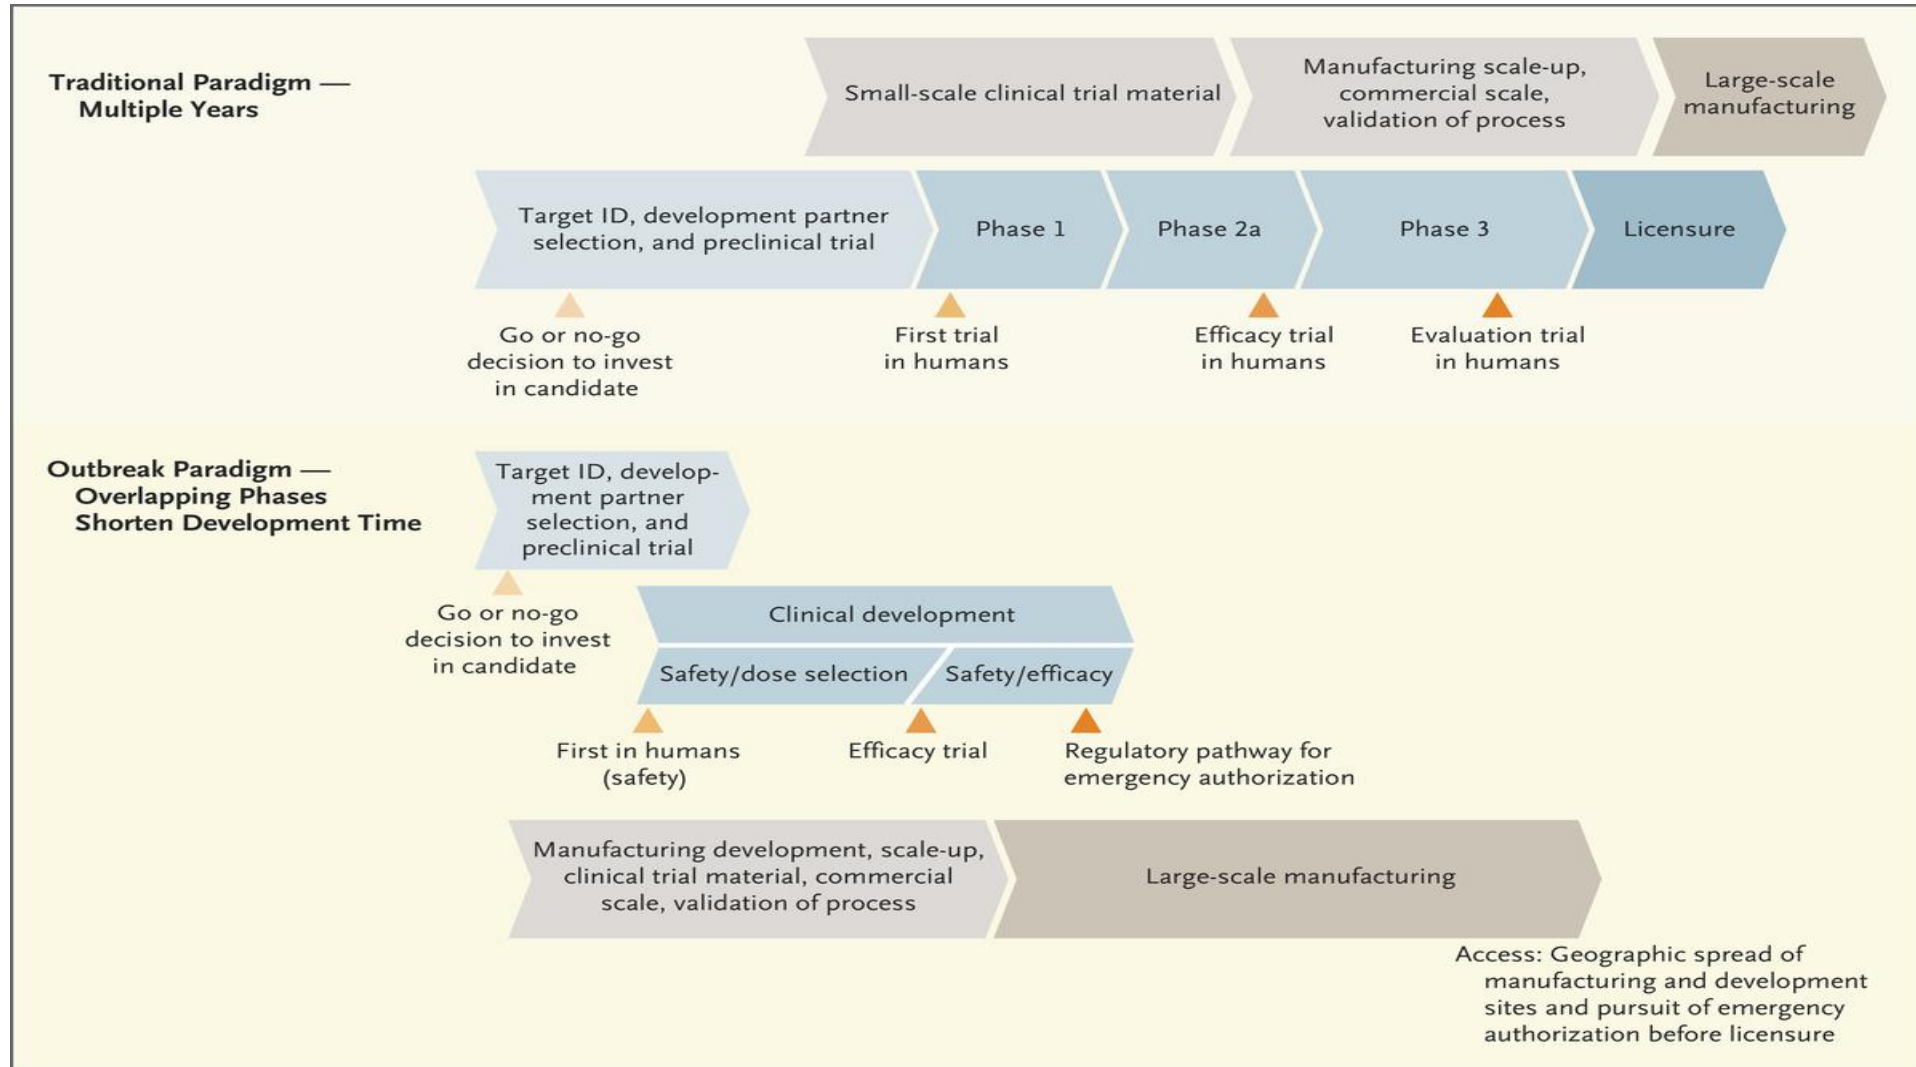 Traditional Paradigm —
Multiple Years
Small-scale clinical trial material
Manufacturing scale-up,
commercial scale,
validation of process
Large-scale
manufacturing
Target ID, development partner
selection, and preclinical trial
Phase 1
Phase 2a
Phase 3
Licensure
Go or no-go
decision to invest
in candidate
First trial
in humans
Efficacy trial
in humans
Evaluation trial
in humans
Outbreak Paradigm —
Overlapping Phases
Shorten Development Time
Target ID, develop-
ment partner
selection, and
preclinical trial
Go or no-go
decision to invest
in candidate
Clinical development
Safety/dose selection
Safety/efficacy
First in humans
(safety)
Efficacy trial
Regulatory pathway for
emergency authorization
Manufacturing development, scale-up,
clinical trial material, commercial
scale, validation of process
Large-scale manufacturing
Access: Geographic spread of
manufacturing and development
sites and pursuit of emergency
authorization before licensure